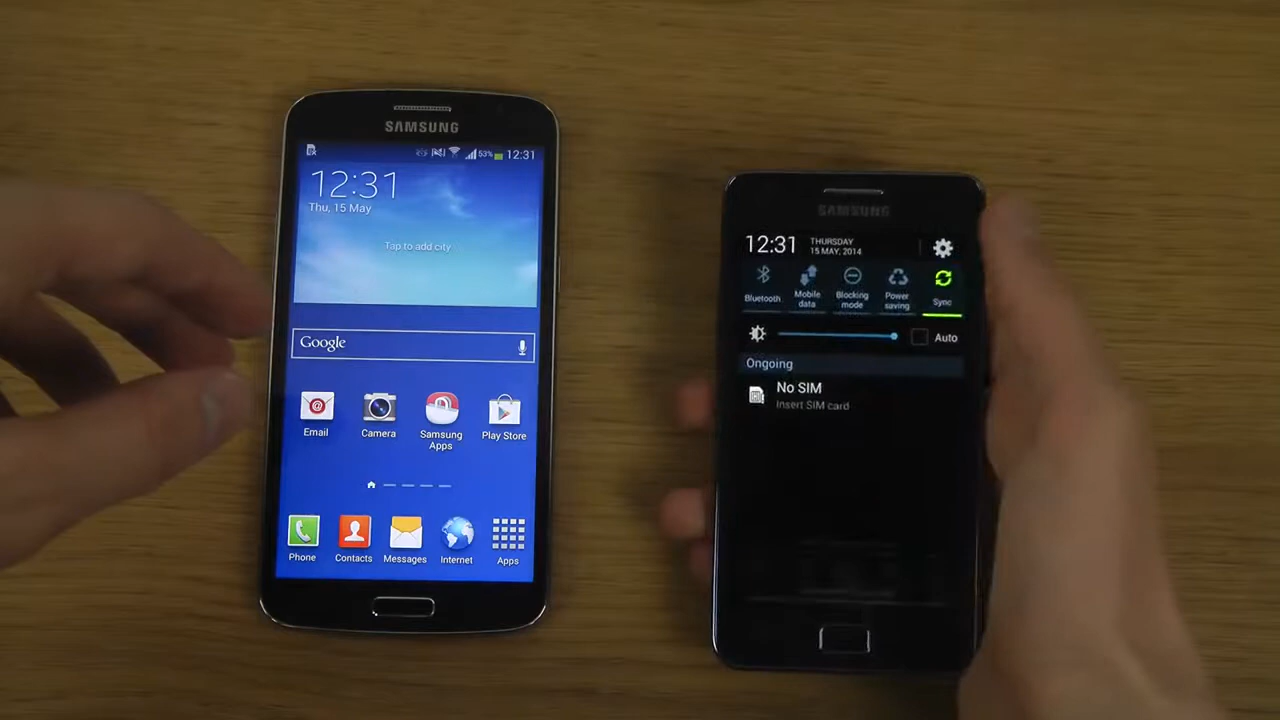 SAMSUNG
53% 12:31
12:31
Thu, 15 May
Tap to add city
Google
Email
Camera
Samsung
Apps
Play Store
Phone
Contacts
Messages
Internet
Apps
SAMSUNG
12:31
THURSDAY
15 MAY, 2014
Bluetooth
Mobile
data
Blocking
mode
Power
saving
Sync
Auto
Ongoing
No SIM
Insert SIM card